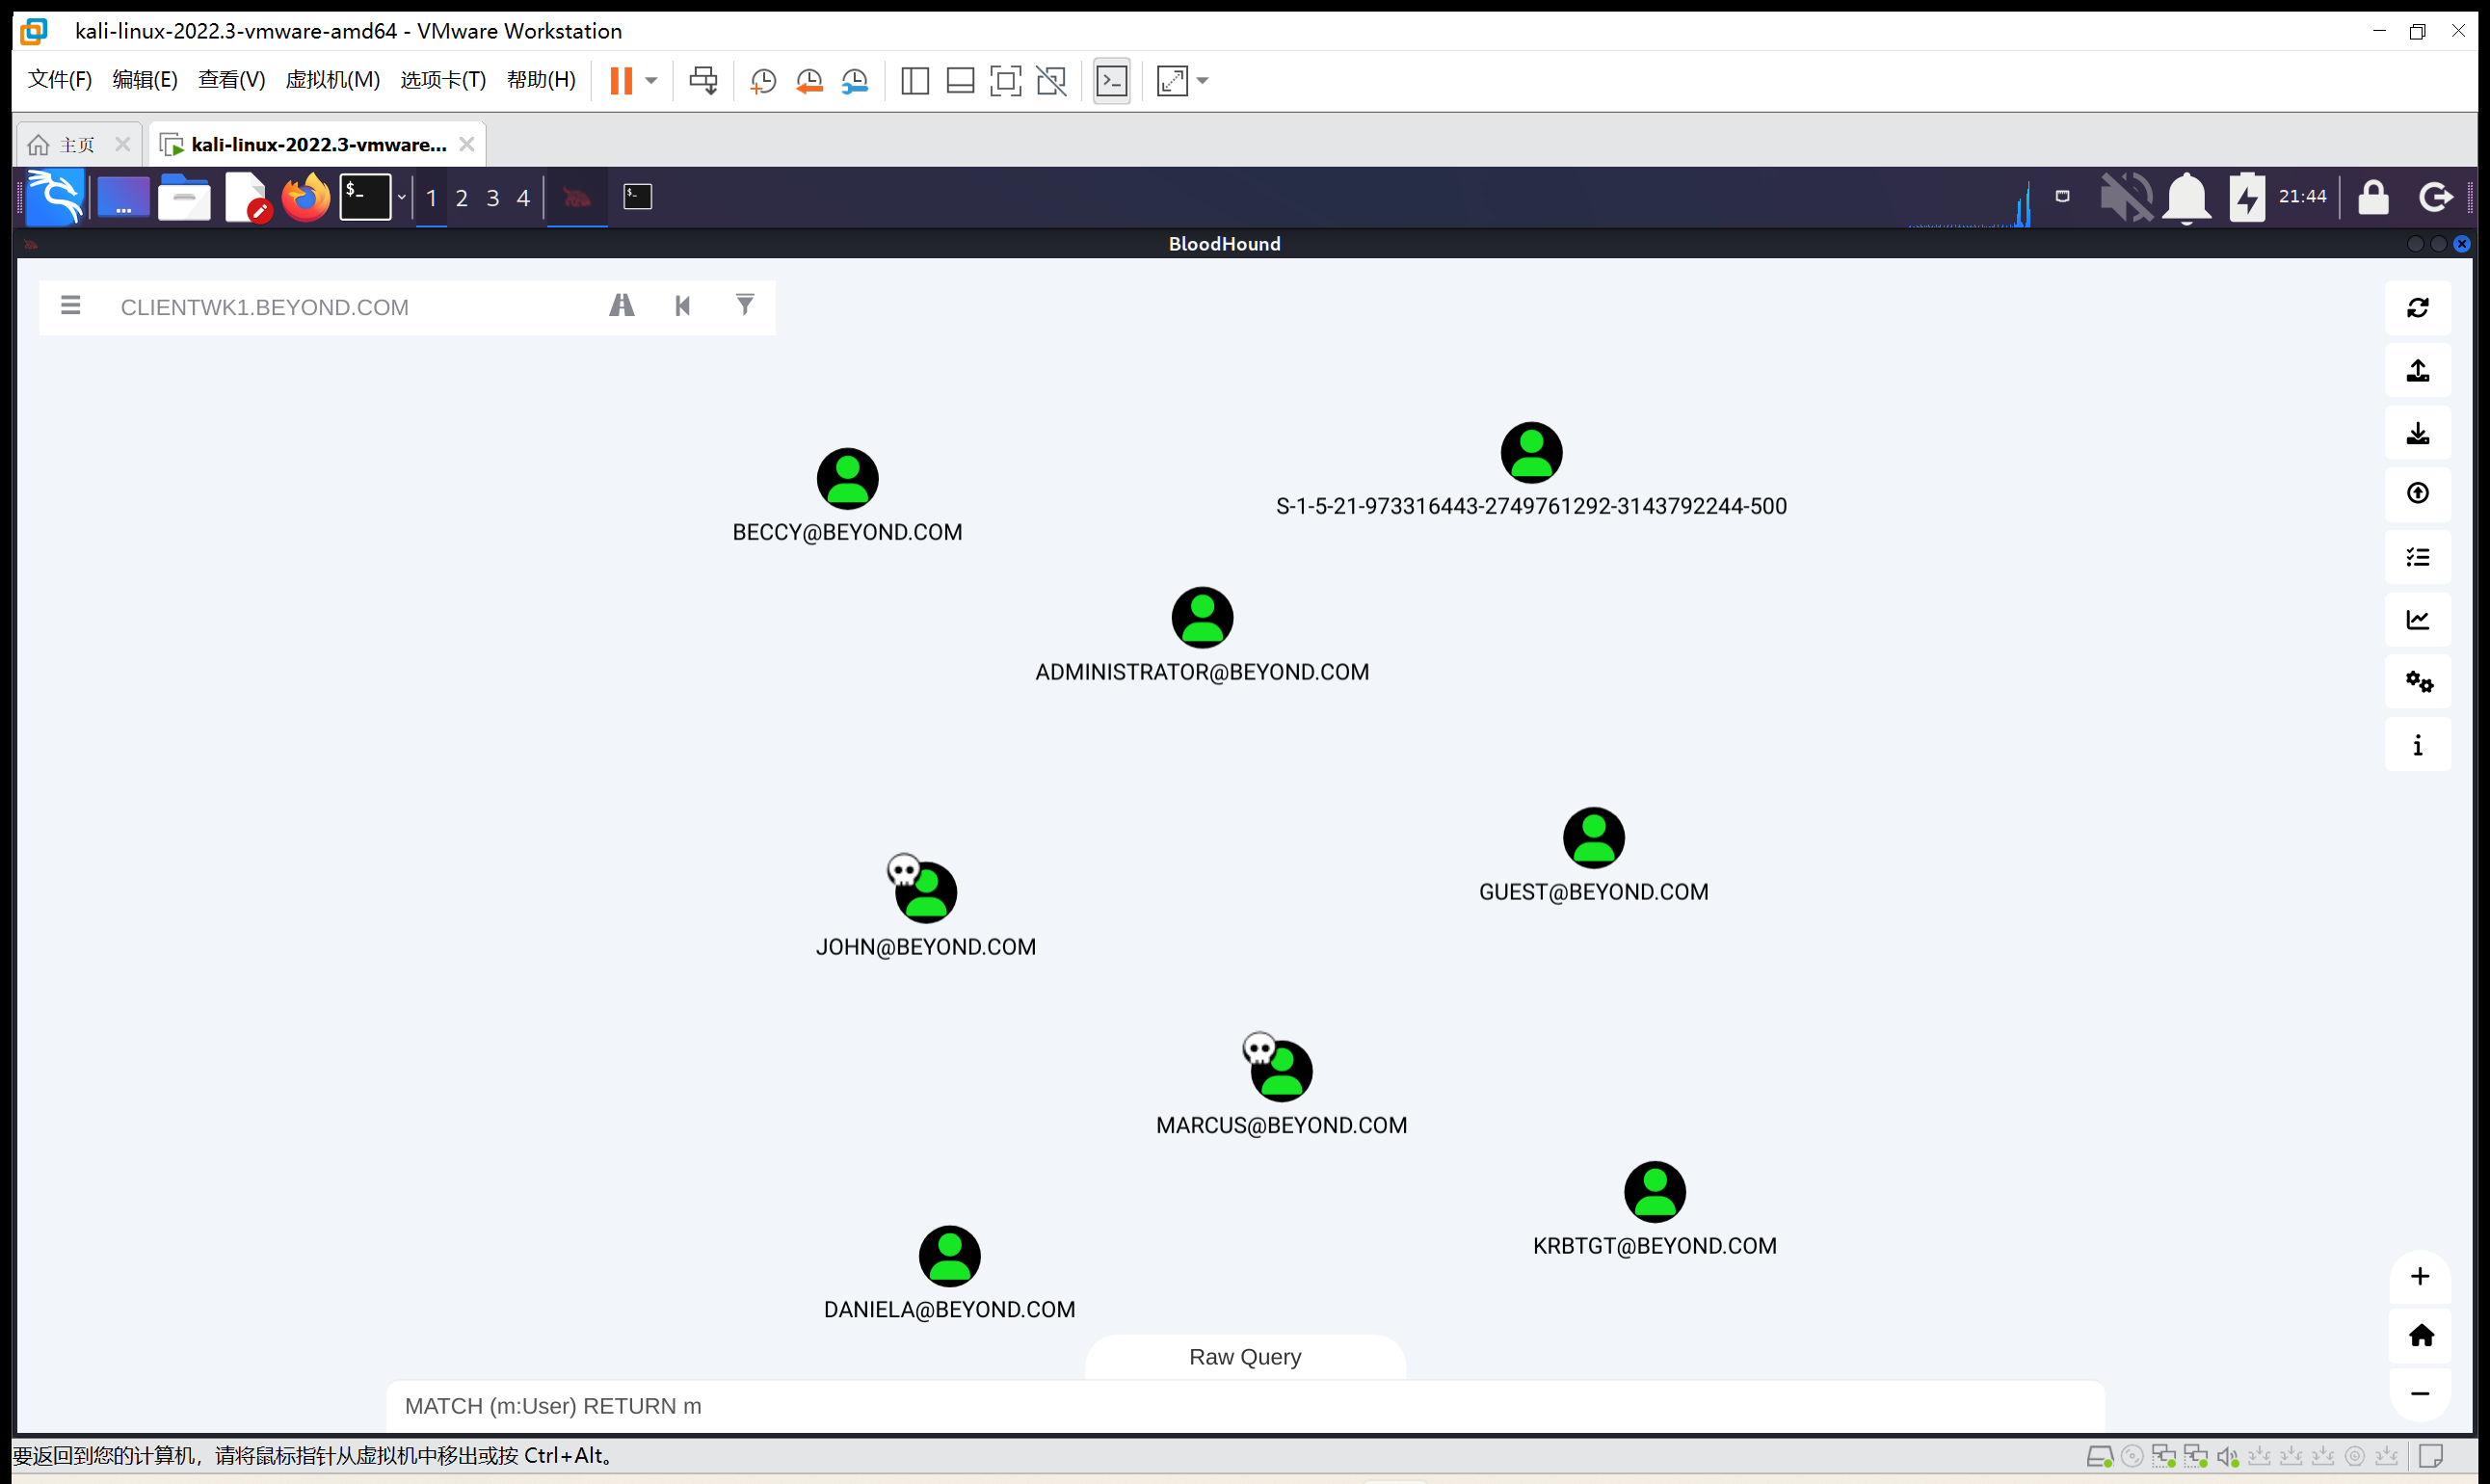 kali-linux-2022.3-vmware-amd64 - VMware Workstation
文件(F) 编辑(E) 查看(V) 虚拟机(M) 选项卡(T) 帮助(H)
主页 kali-linux-2022.3-vmware...
1 2 3 4 21:44
BloodHound
CLIENTWK1.BEYOND.COM
S-1-5-21-973316443-2749761292-3143792244-500
BECCY@BEYOND.COM
ADMINISTRATOR@BEYOND.COM
GUEST@BEYOND.COM
JOHN@BEYOND.COM
MARCUS@BEYOND.COM
KRBTGT@BEYOND.COM
DANIELA@BEYOND.COM
Raw Query
MATCH (m:User) RETURN m
要返回到您的计算机，请将鼠标指针从虚拟机中移出或按 Ctrl+Alt。